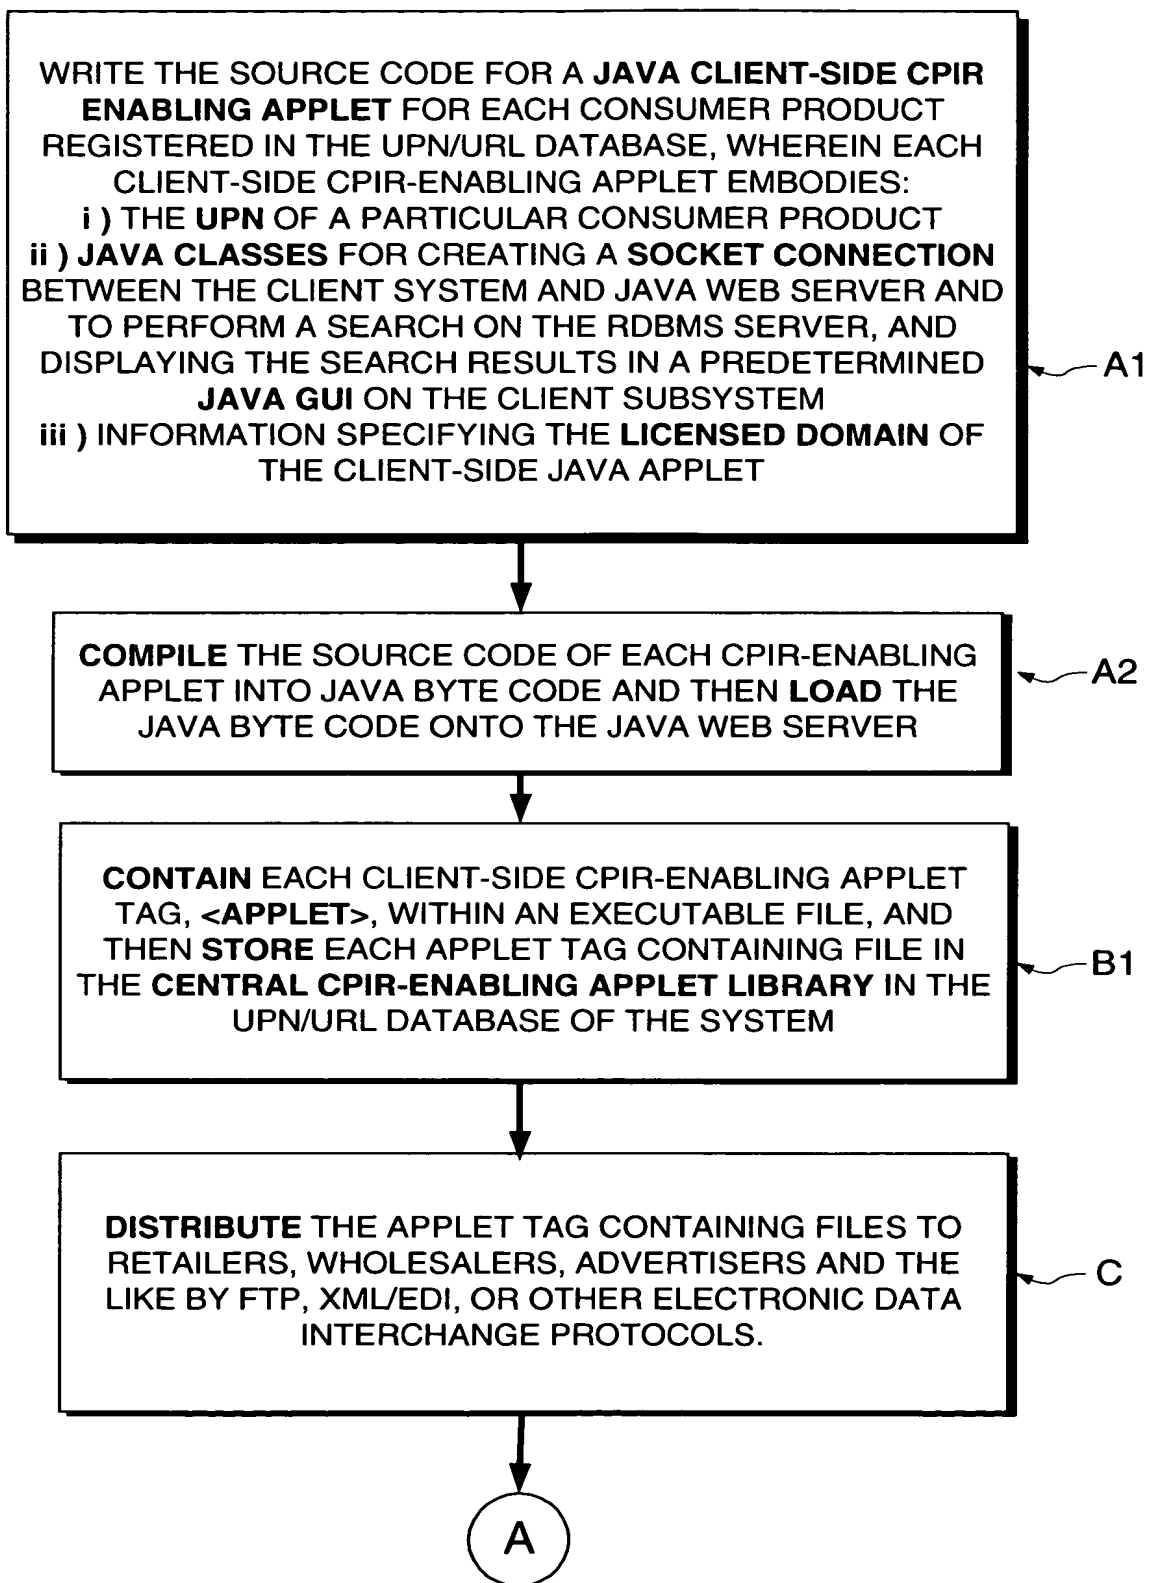 WRITE THE SOURCE CODE FOR A JAVA CLIENT-SIDE CPIR
ENABLING APPLET FOR EACH CONSUMER PRODUCT
REGISTERED IN THE UPN/URL DATABASE, WHEREIN EACH
CLIENT-SIDE CPIR-ENABLING APPLET EMBODIES:
i ) THE UPN OF A PARTICULAR CONSUMER PRODUCT
ii ) JAVA CLASSES FOR CREATING A SOCKET CONNECTION
BETWEEN THE CLIENT SYSTEM AND JAVA WEB SERVER AND
TO PERFORM A SEARCH ON THE RDBMS SERVER, AND
DISPLAYING THE SEARCH RESULTS IN A PREDETERMINED
JAVA GUI ON THE CLIENT SUBSYSTEM
iii ) INFORMATION SPECIFYING THE LICENSED DOMAIN OF
THE CLIENT-SIDE JAVA APPLET
A1
COMPILE THE SOURCE CODE OF EACH CPIR-ENABLING
APPLET INTO JAVA BYTE CODE AND THEN LOAD THE
JAVA BYTE CODE ONTO THE JAVA WEB SERVER
A2
CONTAIN EACH CLIENT-SIDE CPIR-ENABLING APPLET
TAG, <APPLET>, WITHIN AN EXECUTABLE FILE, AND
THEN STORE EACH APPLET TAG CONTAINING FILE IN
THE CENTRAL CPIR-ENABLING APPLET LIBRARY IN THE
UPN/URL DATABASE OF THE SYSTEM
B1
DISTRIBUTE THE APPLET TAG CONTAINING FILES TO
RETAILERS, WHOLESALERS, ADVERTISERS AND THE
LIKE BY FTP, XML/EDI, OR OTHER ELECTRONIC DATA
INTERCHANGE PROTOCOLS.
C
A